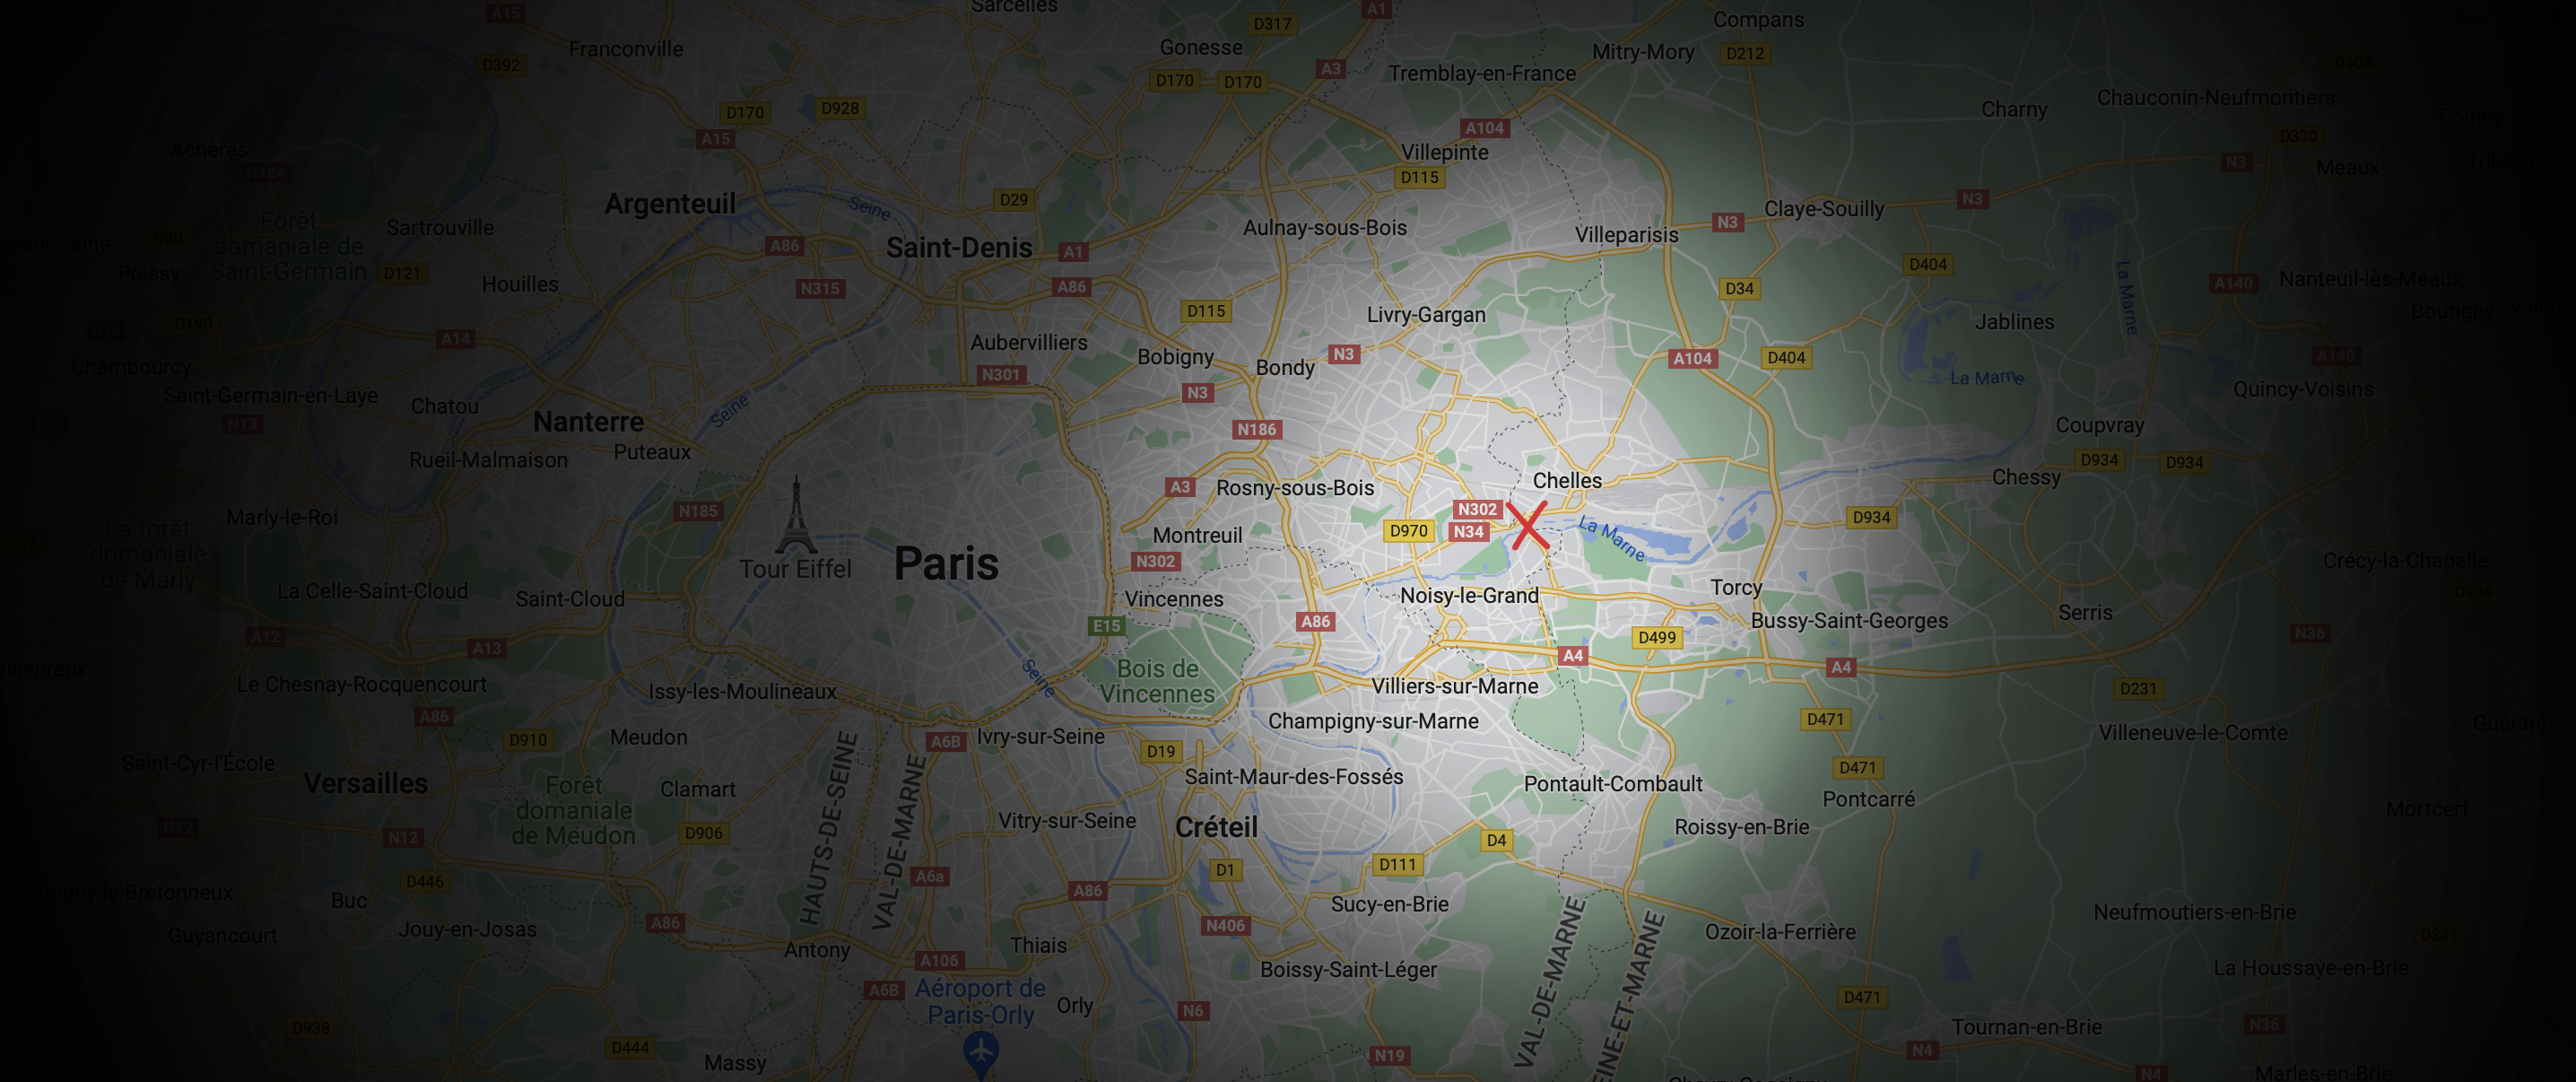 A15
Sarcelles
D317
A1
Compans
Franconville
Gonesse
Mitry-Mory
D212
D392
A3
Tremblay-en-France
D405
D170
D170
Chauconin-Neufmontiers
D170
D928
Charny
A15
A104
D330
Achères
Villepinte
N3
Meaux
N184
D115
Argenteuil
Seine
D29
N3
Claye-Souilly
Forêt
domaniale de
Saint-Germain
Sartrouville
Aulnay-sous-Bois
Villeparisis
N3
D30
A86
Saint-Denis
A1
D404
Poissy
D121
Houilles
N315
A86
D34
La Marne
A140
Nanteuil-lès-Meaux
D190
D115
Livry-Gargan
Jablines
Boutigny
A14
Aubervilliers
Bobigny
N3
A104
D404
A140
Chambourcy
Bondy
N301
La Marne
Saint-Germain-en-Laye
N3
Quincy-Voisins
Chatou
Seine
N13
Nanterre
N186
Coupvray
Rueil-Malmaison
Puteaux
D934
D934
A3
Rosny-sous-Bois
Chelles
Chessy
Marly-le-Roi
N185
N302
D934
La forêt
domaniale
de Marly
Montreuil
D970
N34
La Marne
Tour Eiffel
Paris
N302
Crécy-la-Chapelle
La Celle-Saint-Cloud
Saint-Cloud
Vincennes
Noisy-le-Grand
Torcy
D934
E15
A86
Bussy-Saint-Georges
Serris
A12
A13
D499
N36
Villepreux
Seine
Bois de
Vincennes
A4
A4
Le Chesnay-Rocquencourt
Issy-les-Moulineaux
Villiers-sur-Marne
D231
A86
Champigny-sur-Marne
D471
Guérard
D910
Meudon
A6B
Ivry-sur-Seine
D19
Villeneuve-le-Comte
Saint-Cyr-l'École
Versailles
Forêt
domaniale
de Meudon
Clamart
Saint-Maur-des-Fossés
Pontault-Combault
D471
Pontcarré
HAUTS-DE-SEINE
VAL-DE-MARNE
N12
N12
D906
Vitry-sur-Seine
Créteil
Roissy-en-Brie
Mortcerf
D4
D446
A6a
A86
D1
D111
Montigny-le-Bretonneux
Buc
Sucy-en-Brie
Neufmoutiers-en-Brie
Guyancourt
Jouy-en-Josas
A86
N406
Ozoir-la-Ferrière
D231
Antony
A106
Thiais
Boissy-Saint-Léger
VAL-DE-MARNE
La Houssaye-en-Brie
A6B
Aéroport de
Paris-Orly
Orly
N6
D471
D938
D444
Tournan-en-Brie
N36
Massy
N19
N4
N4
Marles-en-Brie